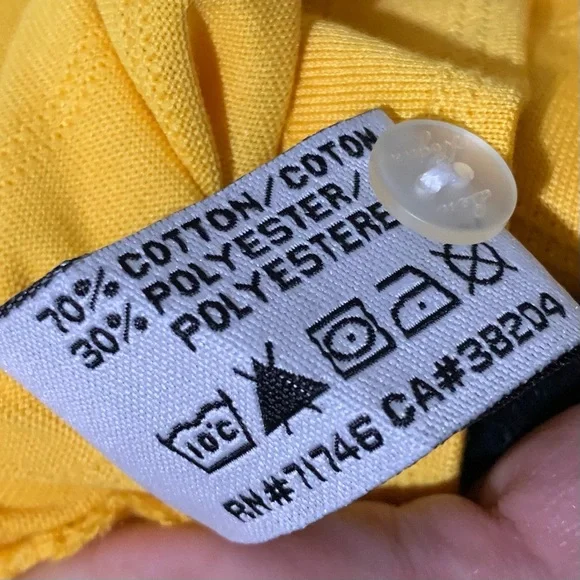 70% COTTON/COTON
30% POLYESTER/
POLYESTERE
10°C
RN#71746 CA#38204